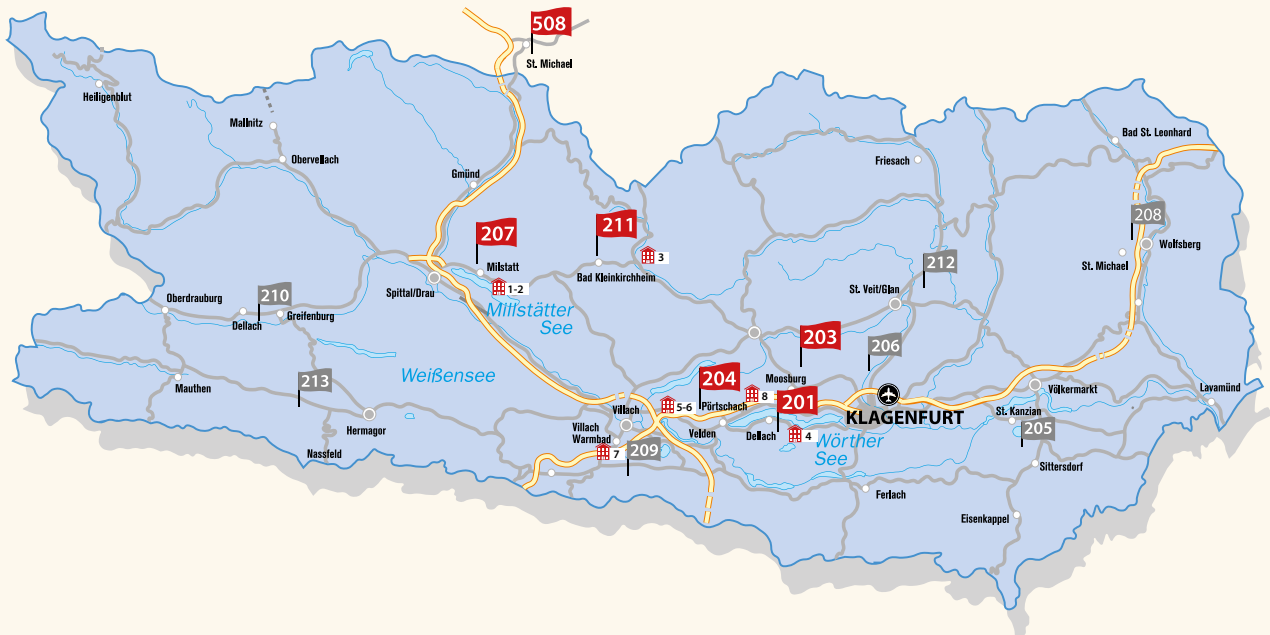 508
St. Michael
Heiligenblut
Mallnitz
Obervellach
Gmünd
Friesach
Bad St. Leonhard
207
211
208
Milstatt
3
Bad Kleinkirchheim
212
Wolfsberg
St. Michael
Spittal/Drau
1-2
Oberdrauburg
210
Dellach
Greifenburg
Millstätter
See
St. Veit/Glan
203
206
Weißensee
213
Mauthen
204
Moosburg
8
201
Völkermarkt
Lavamünd
5-6
Pörtschach
KLAGENFURT
Villach
St. Kanzian
205
Hermagor
Villach
Warmbad
Velden
Dellach
4
Wörther
See
Nassfeld
7
209
Sittersdorf
Ferlach
Eisenkappel